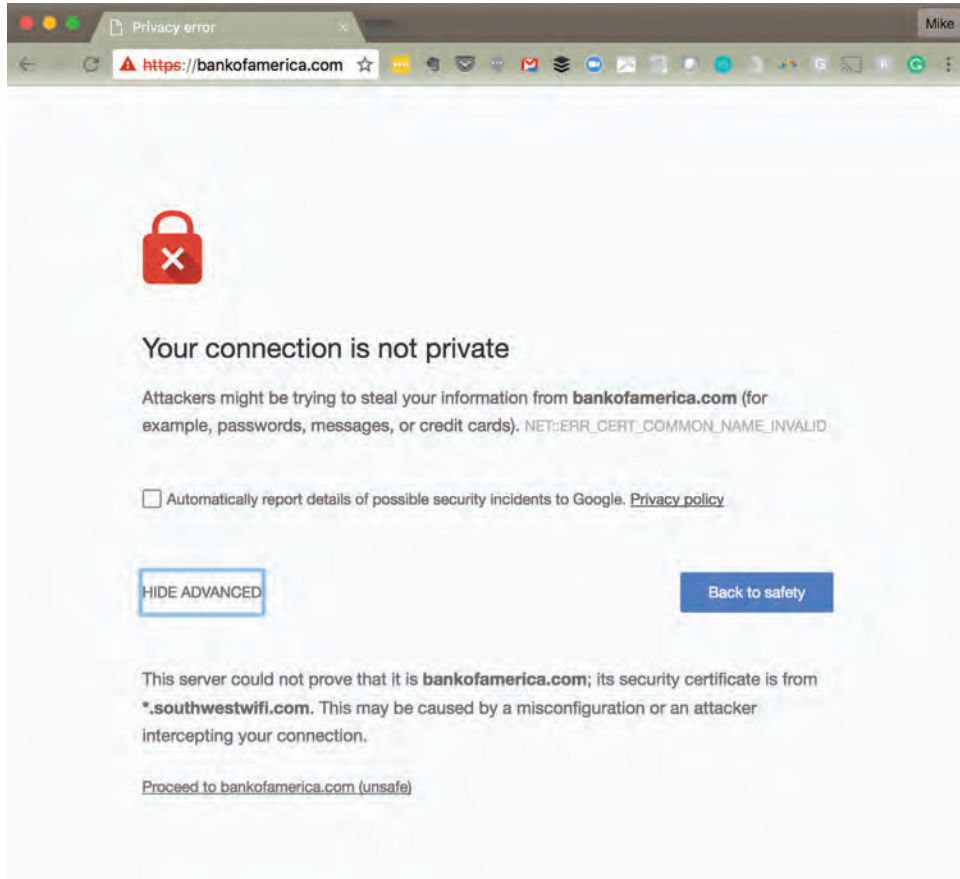 Privacy error
Mike
https://bankofamerica.com
Your connection is not private
Attackers might be trying to steal your information from bankofamerica.com (for
example, passwords, messages, or credit cards). NET::ERR_CERT_COMMON_NAME_INVALID
Automatically report details of possible security incidents to Google. Privacy policy
HIDE ADVANCED
Back to safety
This server could not prove that it is bankofamerica.com; its security certificate is from
*.southwestwifi.com. This may be caused by a misconfiguration or an attacker
intercepting your connection.
Proceed to bankofamerica.com (unsafe)